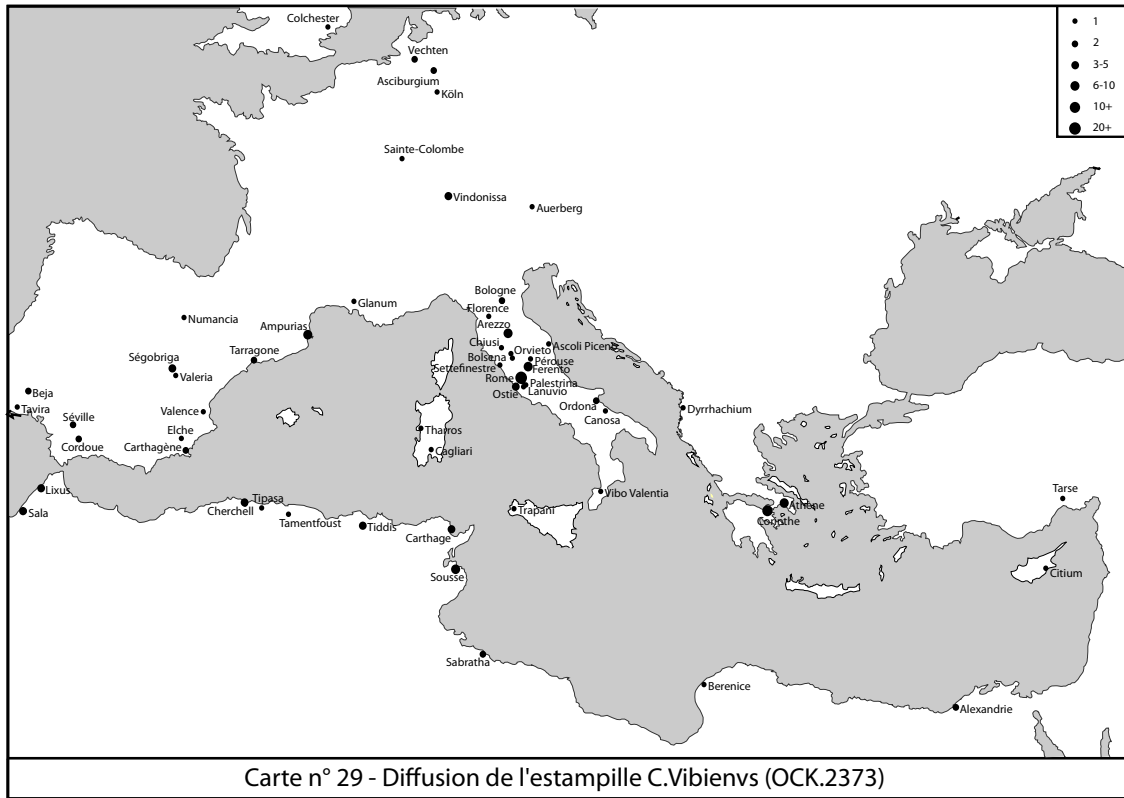 Colchester
1
2
3-5
6-10
10+
20+
Vechten
Asciburgium
Köln
Sainte-Colombe
Vindonissa
Auerberg
Bologne
Glanum
Florence
Numancia
Ampurias
Arezzo
Chiusi
Orvieto
Ascoli Piceno
Tarragone
Bolsena
Pérouse
Ségobriga
Settefinestre
Ferento
Valeria
Rome
Palestrina
Beja
Ostie
Lanuvio
Tavira
Valence
Ordona
Dyrrhachium
Séville
Canosa
Elche
Tharros
Cordoue
Carthagène
Cagliari
Lixus
Vibo Valentia
Tipasa
Tarse
Cherchell
Trapani
Athène
Sala
Tamentfoust
Tiddis
Corinthe
Carthage
Sousse
Citium
Sabratha
Berenice
Alexandrie
Carte n° 29 - Diffusion de l'estampille C.Vibienvs (OCK.2373)